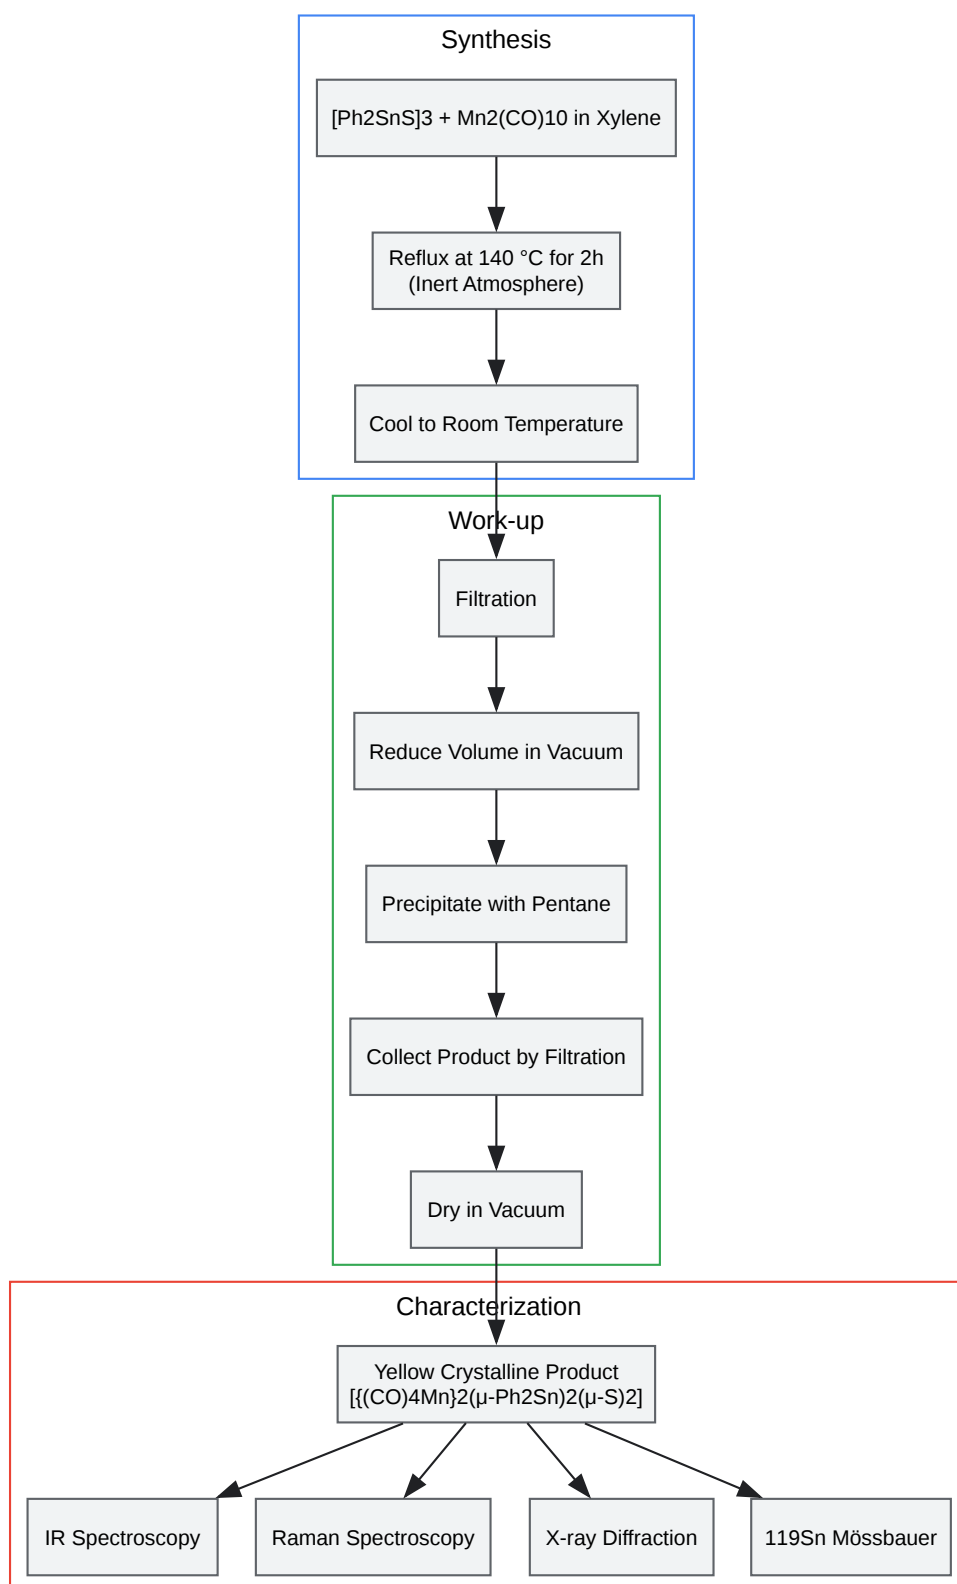 Synthesis
[Ph2SnS]3 + Mn2(CO)10 in Xylene
Reflux at 140 °C for 2h
(Inert Atmosphere)
Cool to Room Temperature
Work-up
Filtration
Reduce Volume in Vacuum
Precipitate with Pentane
Collect Product by Filtration
Dry in Vacuum
Characterization
Yellow Crystalline Product
[{(CO)4Mn}2(μ-Ph2Sn)2(μ-S)2]
IR Spectroscopy
Raman Spectroscopy
X-ray Diffraction
119Sn Mössbauer